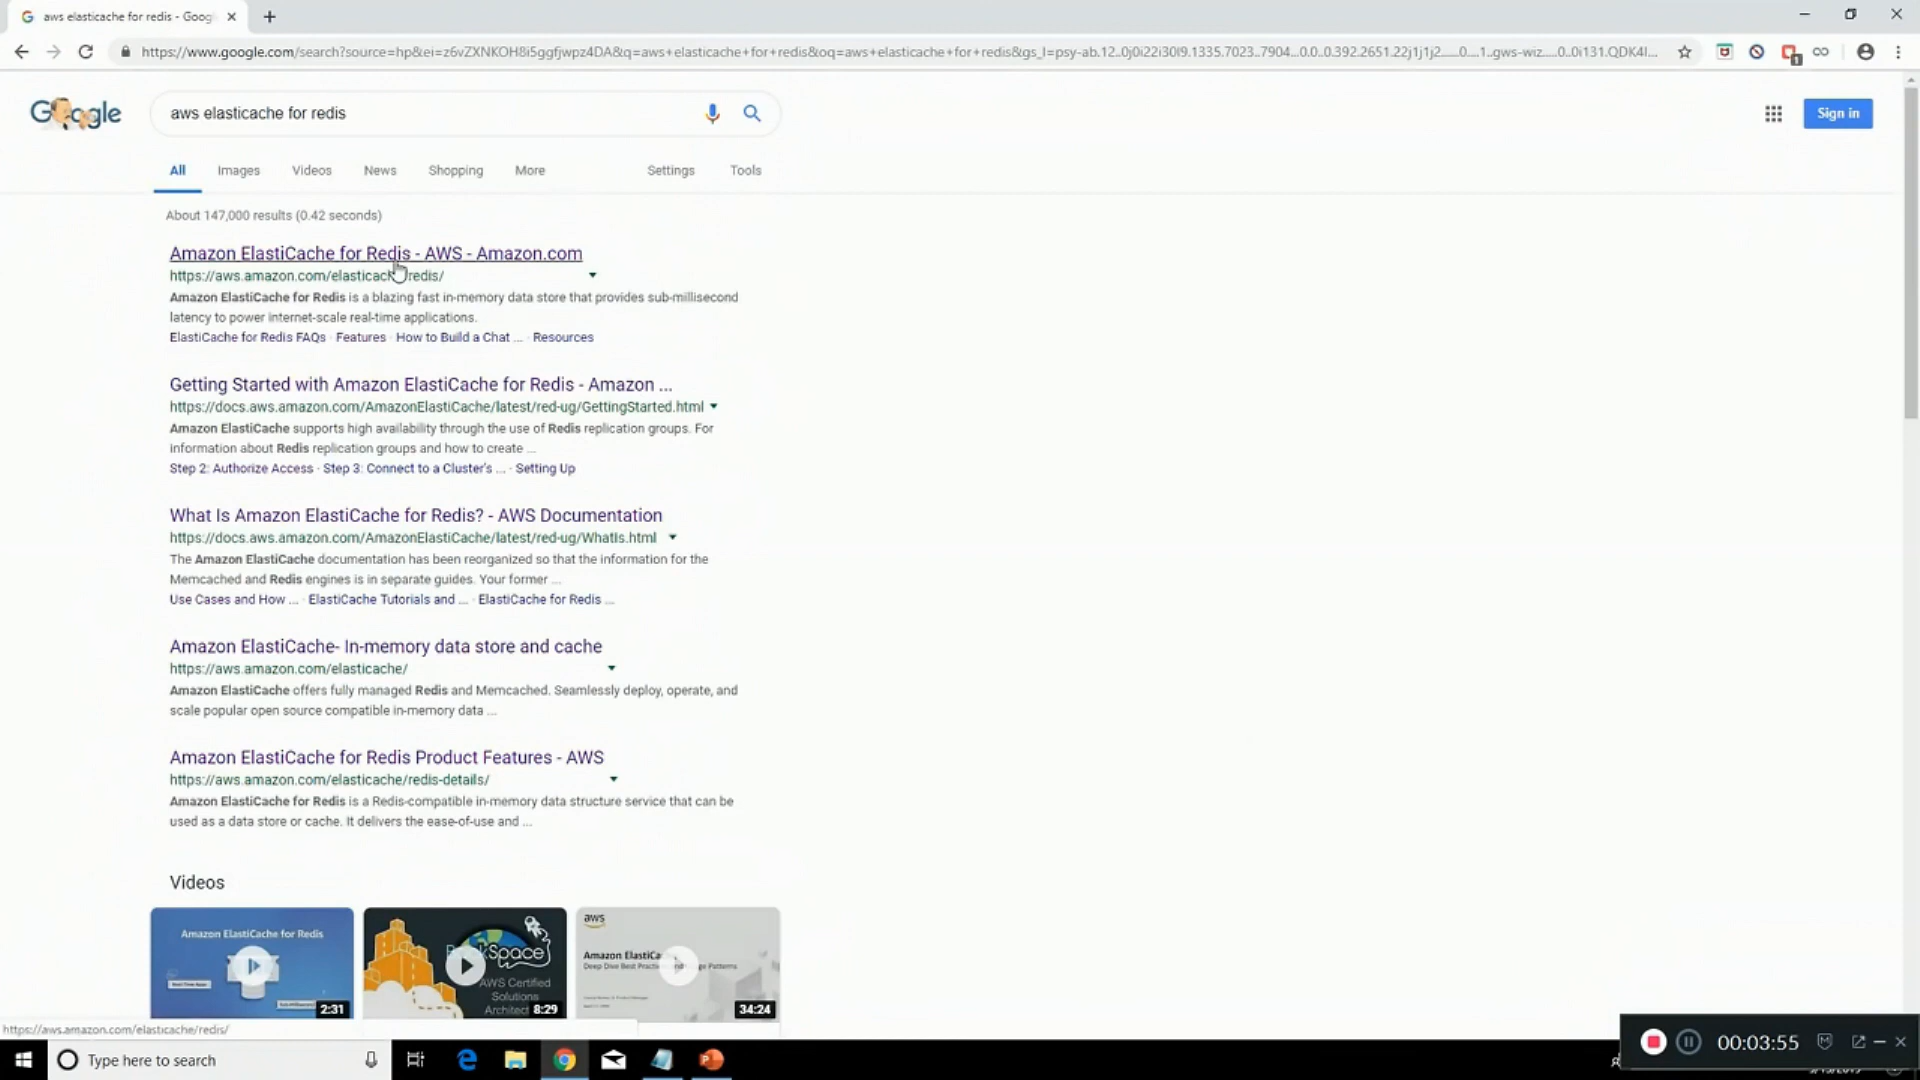 aws elasticache for redis - Goog
https://www.google.com/search?source=hp&ei=z6vZXNKOH8i5ggfjwpz4DA&q=aws+elasticache+for+redis&oq=aws+elasticache+for+redis&gs_l=psy-ab.12..0j0i22i30l9.1335.7023..7904...0.0..0.392.2651.22j1j1j2......0....1..gws-wiz.....0..0i131.QDK4l...
1
Google
aws elasticache for redis
Sign in
All Images Videos News Shopping More Settings Tools
About 147,000 results (0.42 seconds)
Amazon ElastiCache for Redis - AWS - Amazon.com
https://aws.amazon.com/elasticache/redis/
Amazon ElastiCache for Redis is a blazing fast in-memory data store that provides sub-millisecond
latency to power internet-scale real-time applications.
ElastiCache for Redis FAQs · Features · How to Build a Chat ... · Resources
Getting Started with Amazon ElastiCache for Redis - Amazon ...
https://docs.aws.amazon.com/AmazonElastiCache/latest/red-ug/GettingStarted.html
Amazon ElastiCache supports high availability through the use of Redis replication groups. For
information about Redis replication groups and how to create ...
Step 2: Authorize Access · Step 3: Connect to a Cluster's ... · Setting Up
What Is Amazon ElastiCache for Redis? - AWS Documentation
https://docs.aws.amazon.com/AmazonElastiCache/latest/red-ug/WhatIs.html
The Amazon ElastiCache documentation has been reorganized so that the information for the
Memcached and Redis engines is in separate guides. Your former ...
Use Cases and How ... · ElastiCache Tutorials and ... · ElastiCache for Redis ...
Amazon ElastiCache- In-memory data store and cache
https://aws.amazon.com/elasticache/
Amazon ElastiCache offers fully managed Redis and Memcached. Seamlessly deploy, operate, and
scale popular open source compatible in-memory data ...
Amazon ElastiCache for Redis Product Features - AWS
https://aws.amazon.com/elasticache/redis-details/
Amazon ElastiCache for Redis is a Redis-compatible in-memory data structure service that can be
used as a data store or cache. It delivers the ease-of-use and ...
Videos
Amazon ElastiCache for Redis
2:31
Space
AWS Certified
Solutions
Architect
8:29
aws
Amazon ElastiCa
Deep Dive Best
Patterns
34:24
https://aws.amazon.com/elasticache/redis/
Type here to search
00:03:55